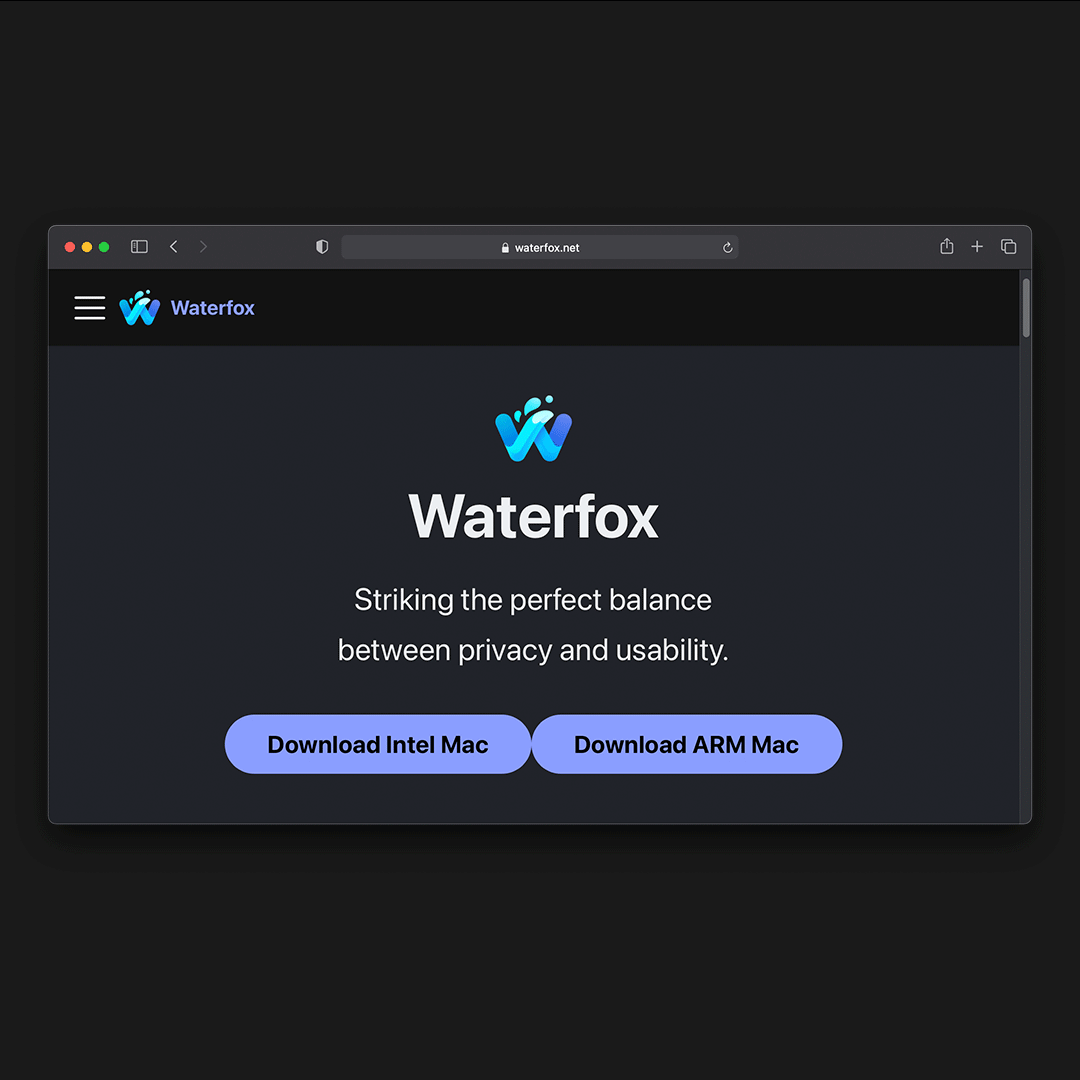 waterfox.net
Waterfox
Waterfox
Striking the perfect balance
between privacy and usability.
Download Intel Mac
Download ARM Mac